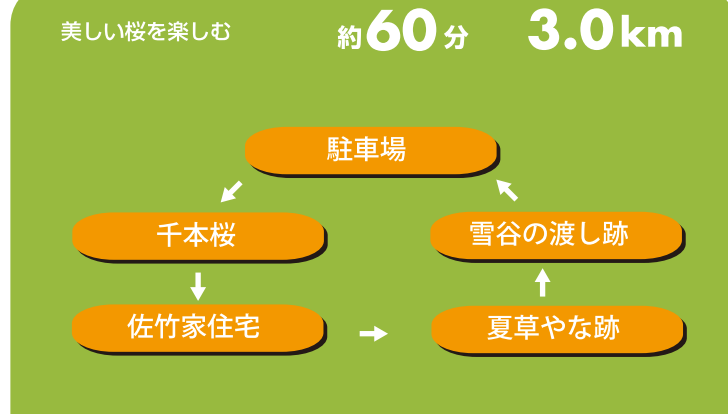 美しい桜を楽しむ 約60分 3.0km
駐車場
千本桜
雪谷の渡し跡
佐竹家住宅
夏草やな跡